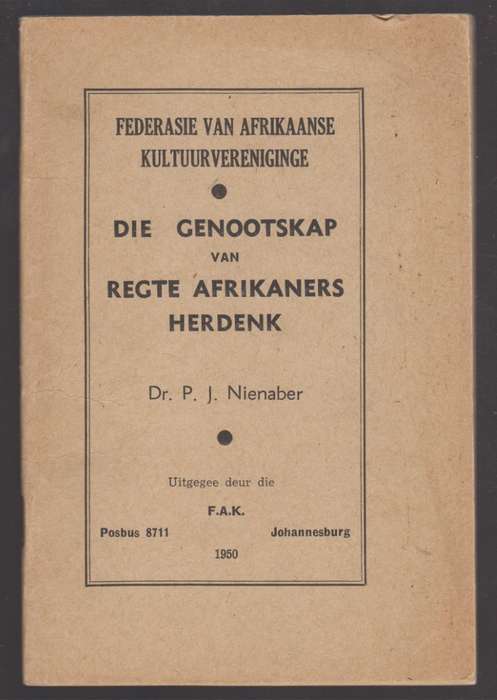 FEDERASIE VAN AFRIKAANSE
KULTUURVERENIGINGE
DIE GENOOTSKAP
VAN
REGTE AFRIKANERS
HERDENK
Dr. P. J. Nienaber
Uitgegee deur die
F.A.K.
Posbus 8711 Johannesburg
1950